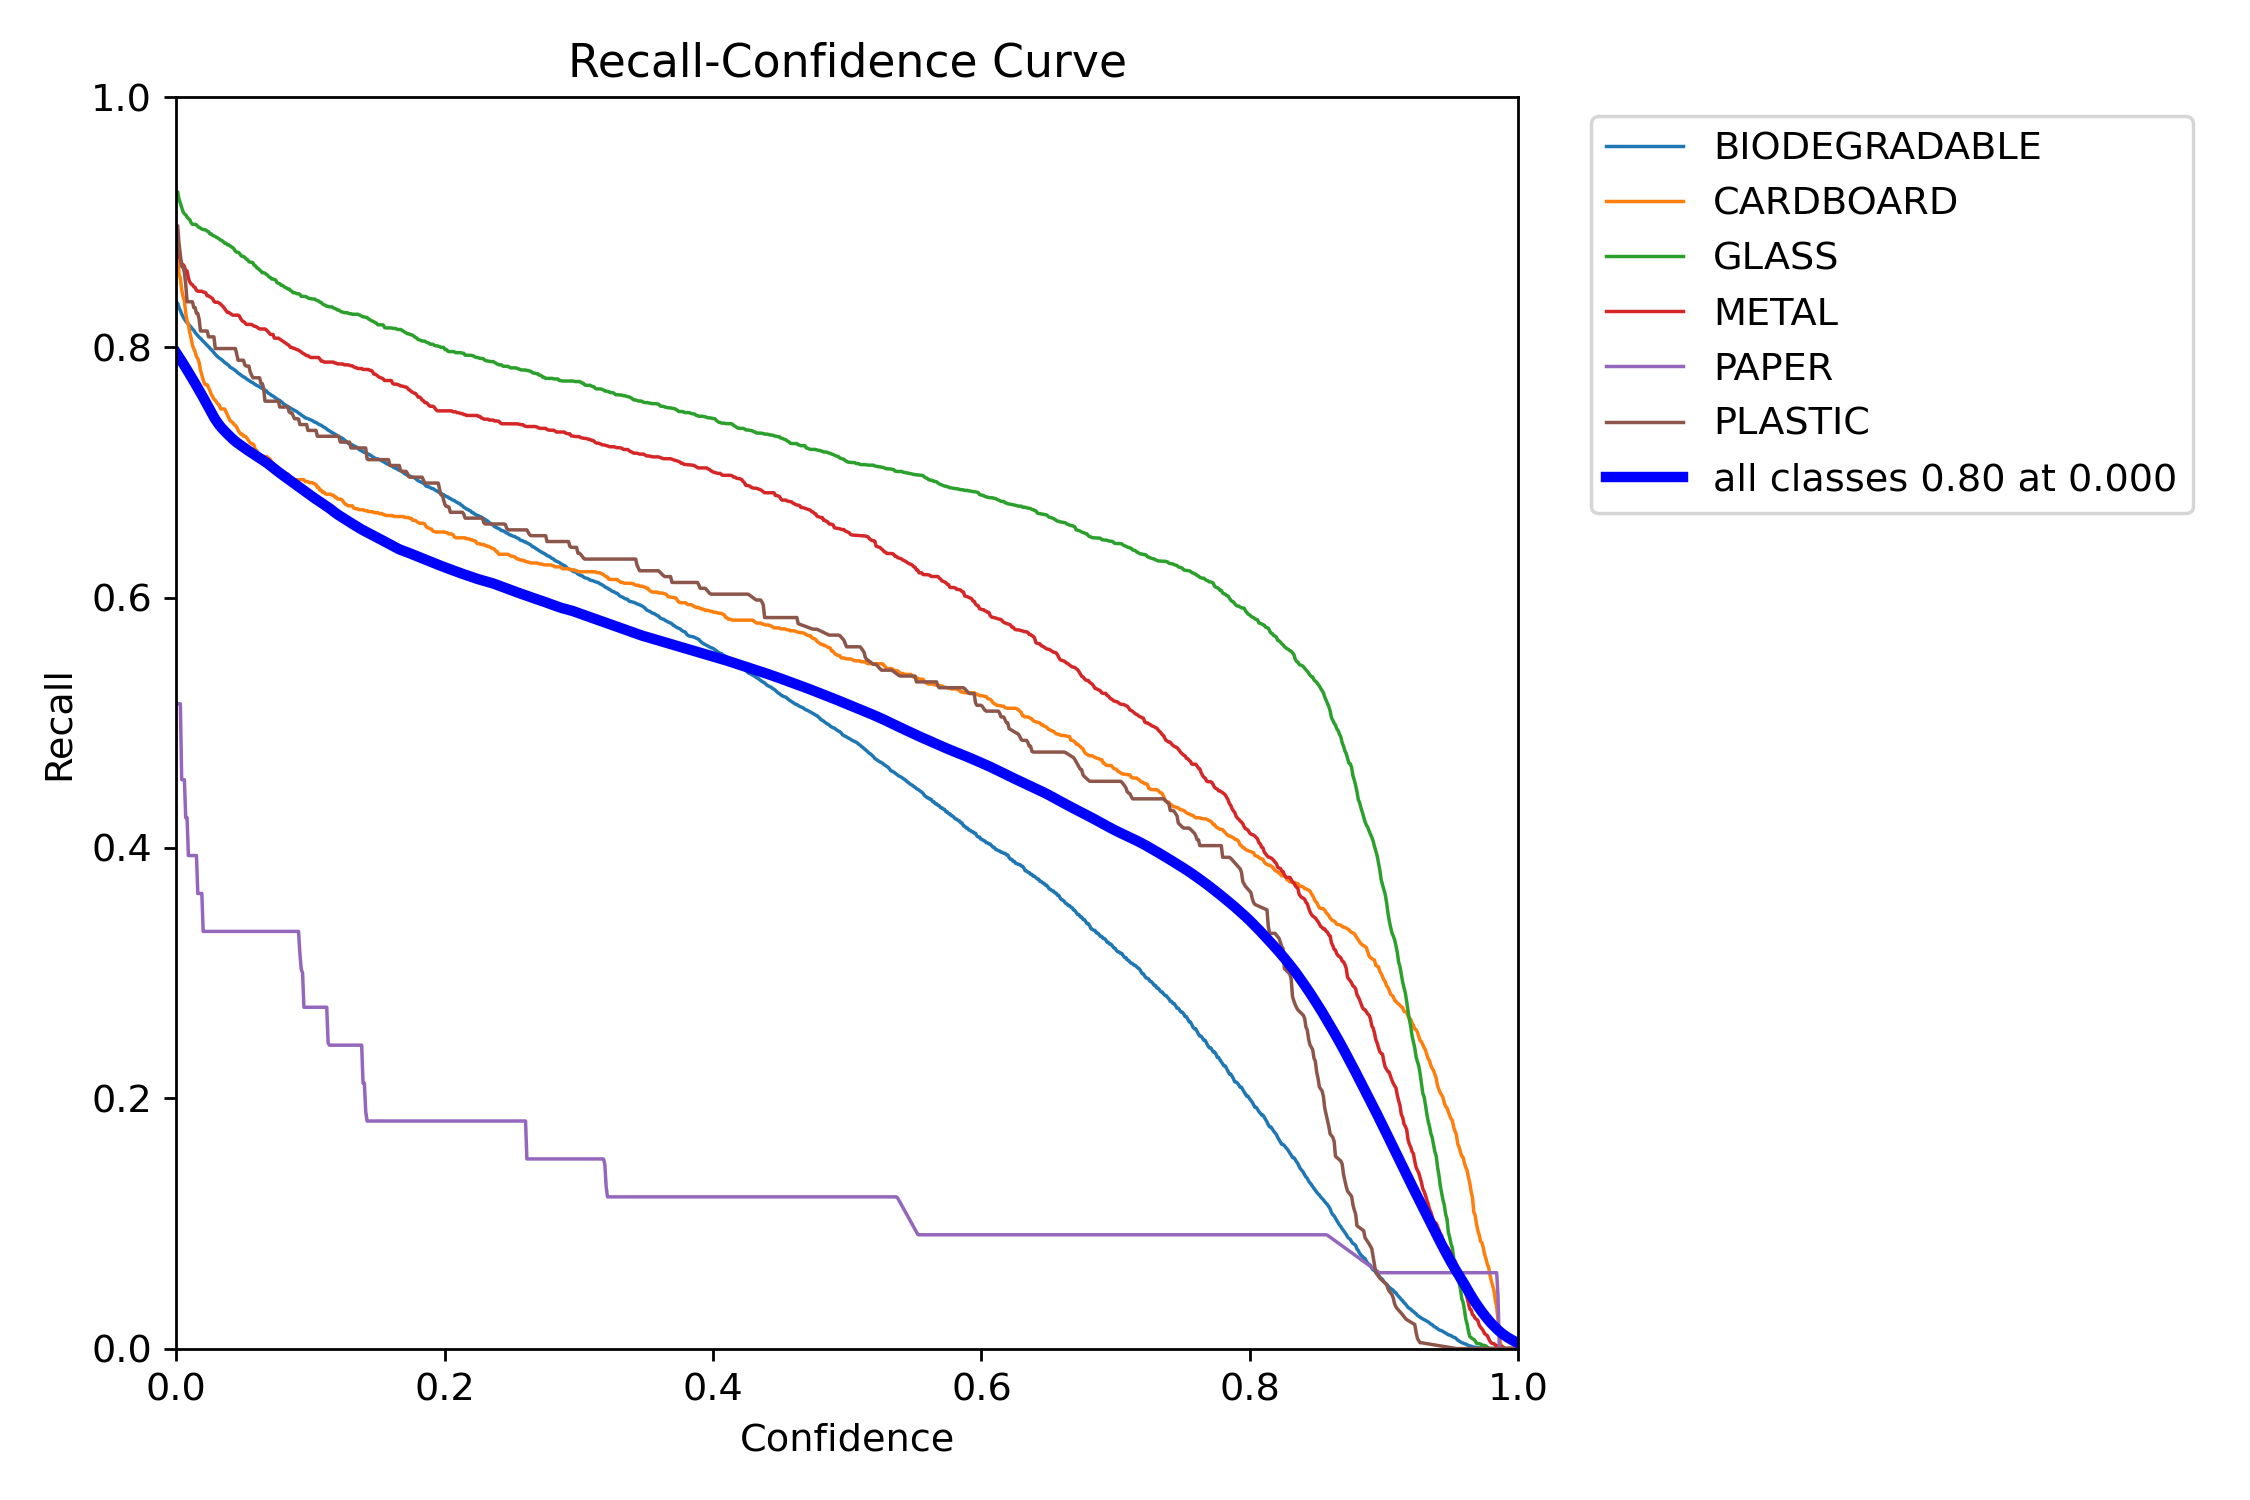 Recall-Confidence Curve
1.0
0.8
0.6
0.4
0.2
0.0
Recall
0.0 0.2 0.4 0.6 0.8 1.0
Confidence
BIODEGRADABLE
CARDBOARD
GLASS
METAL
PAPER
PLASTIC
all classes 0.80 at 0.000